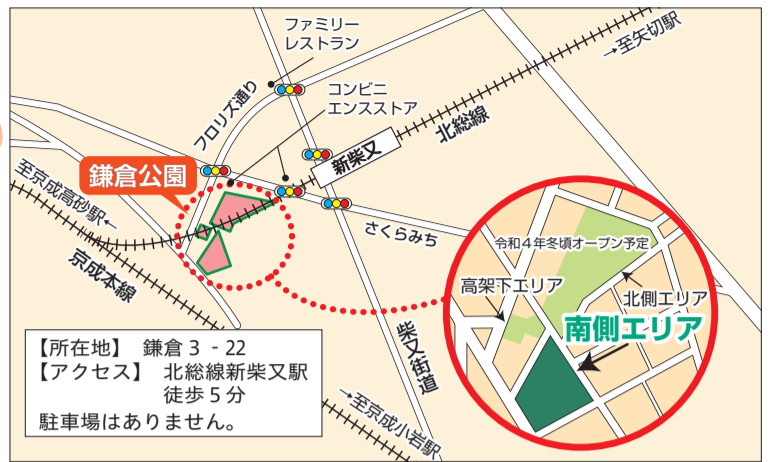 ファミリー
レストラン
→至矢切駅
コンビニ
エンスストア
フロリズ通り
北総線
新柴又
鎌倉公園
至京成高砂駅←
さくらみち
京成本線
令和4年冬頃オープン予定
高架下エリア
北側エリア
南側エリア
柴又街道
【所在地】 鎌倉3-22
【アクセス】 北総線新柴又駅
徒歩5分
駐車場はありません。
→至京成小岩駅